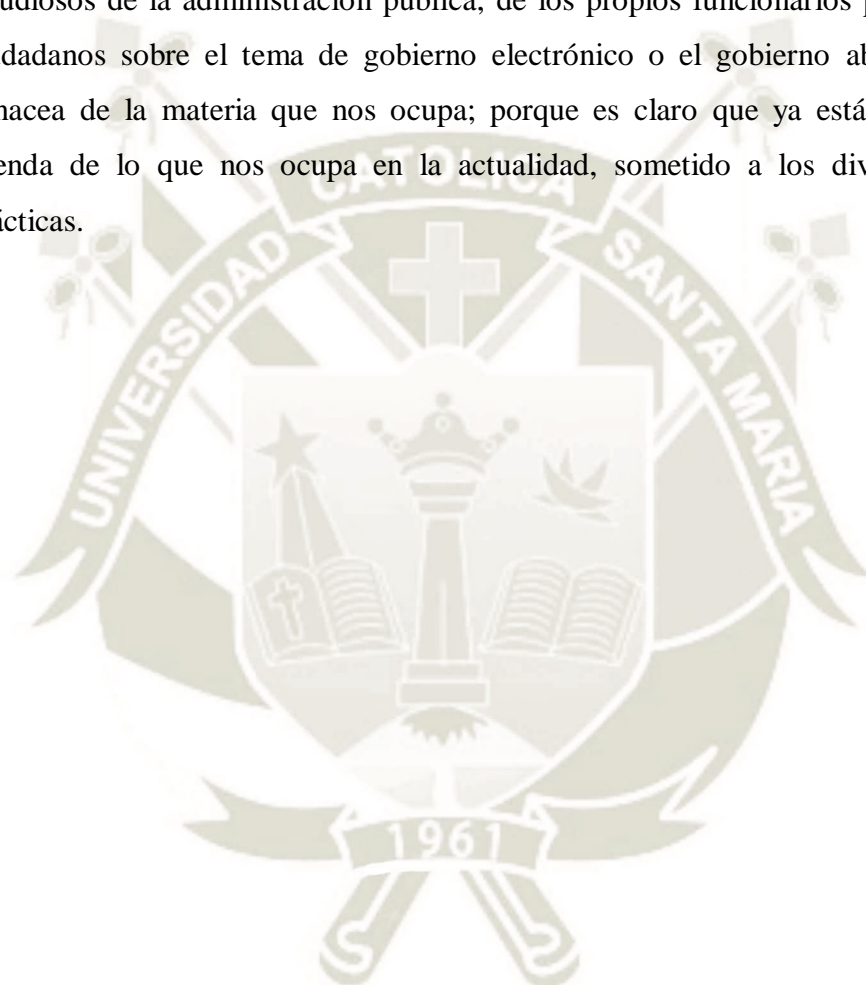 udiosos de la administración pública, de los propios funcionarios p
udadanos sobre el tema de gobierno electrónico o el gobierno ab
nacea de la materia que nos ocupa; porque es claro que ya está
enda de lo que nos ocupa en la actualidad, sometido a los div
ácticas.
UNIVERSIDAD CATOLICA SANTA MARIA
1961